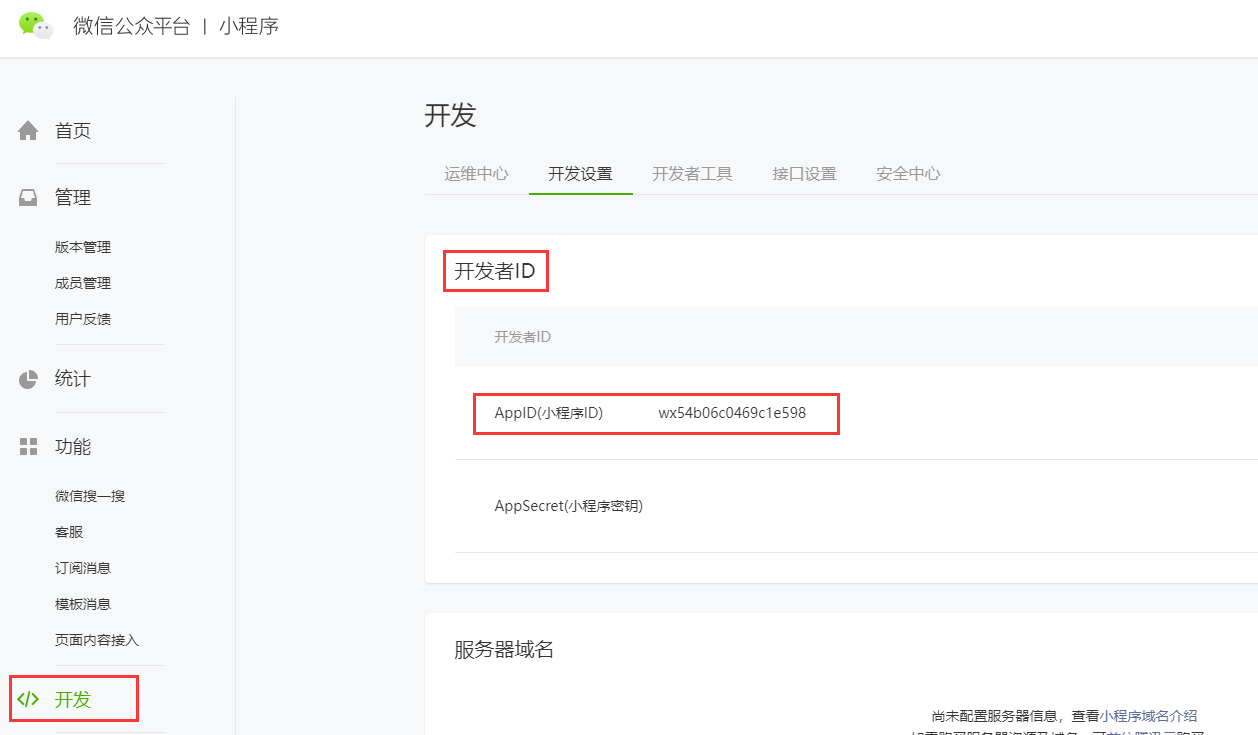 微信公众平台 | 小程序
首页
管理
版本管理
成员管理
用户反馈
统计
功能
微信搜一搜
客服
订阅消息
模板消息
页面内容接入
</> 开发
开发
运维中心 开发设置 开发者工具 接口设置 安全中心
开发者ID
开发者ID
AppID(小程序ID) wx54b06c0469c1e598
AppSecret(小程序密钥)
服务器域名
尚未配置服务器信息，查看小程序域名介绍